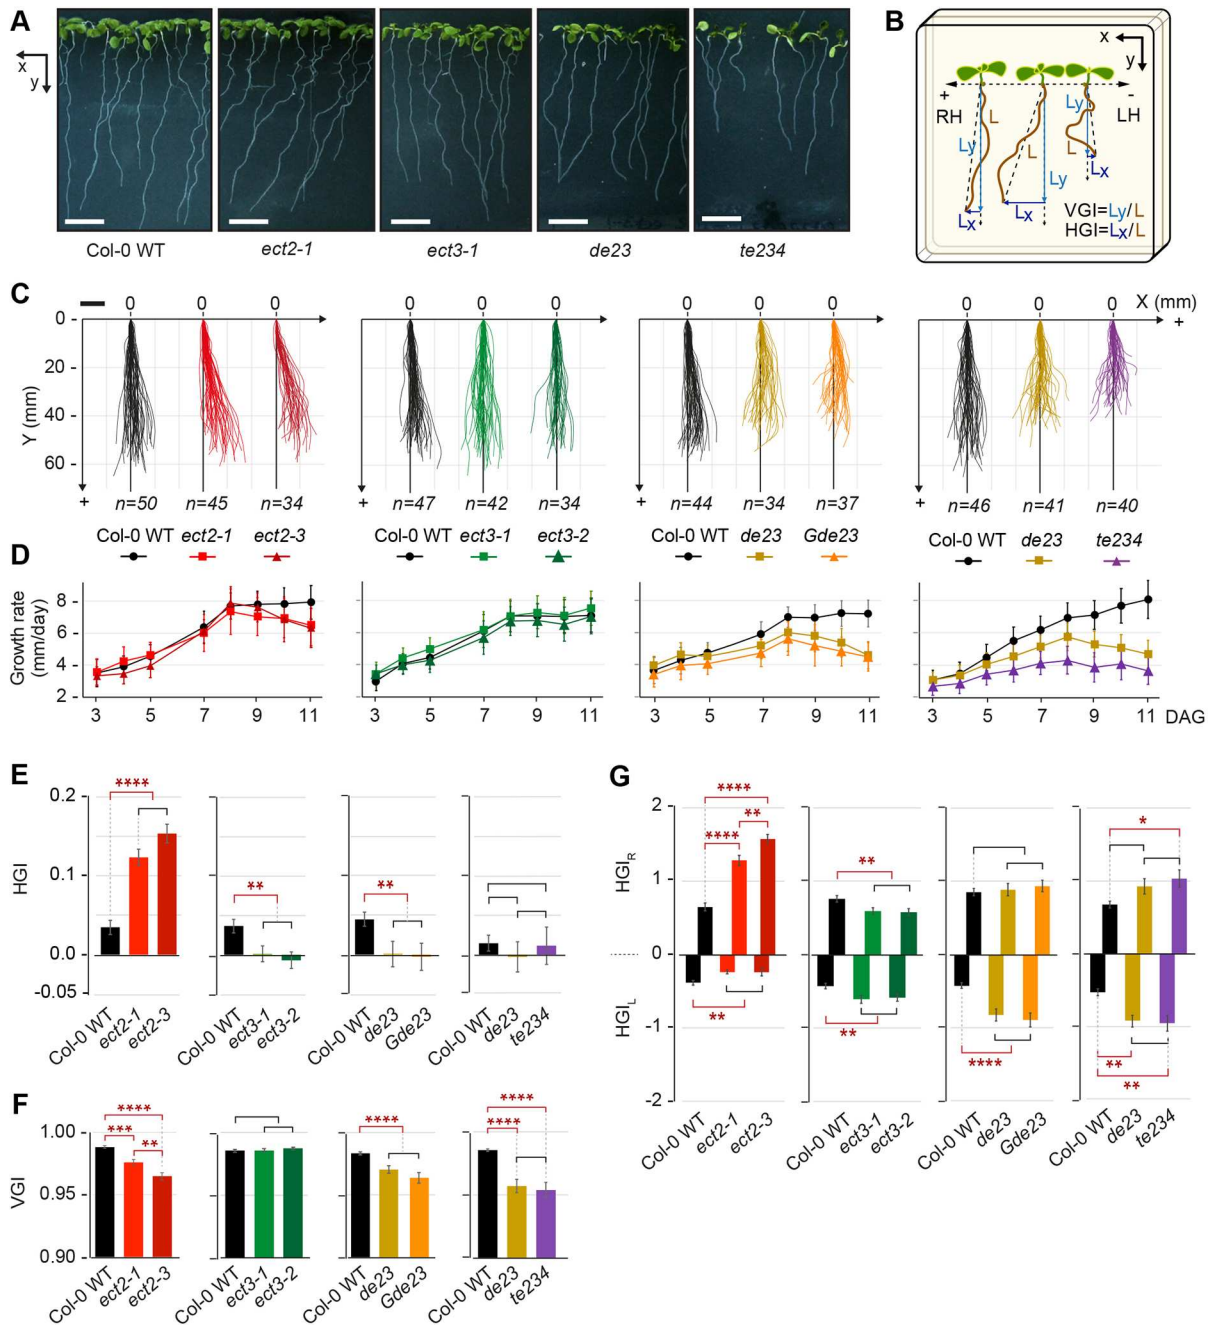 A
x
y
Col-0 WT
ect2-1
ect3-1
de23
te234
B
x
y
+
-
RH
LH
L
Ly
Lx
L
Ly
Lx
Ly
L
Lx
VGI=Ly/L
HGI=Lx/L
C
0 0 0
0 0 0
0 0 0
0 0 0 X (mm)
+
Y (mm)
0
20
40
60
+ n=50 n=45 n=34
+ n=47 n=42 n=34
+ n=44 n=34 n=37
+ n=46 n=41 n=40
Col-0 WT ect2-1 ect2-3
Col-0 WT ect3-1 ect3-2
Col-0 WT de23 Gde23
Col-0 WT de23 te234
D
Growth rate
(mm/day)
8
6
4
2
3 5 7 9 11
3 5 7 9 11
3 5 7 9 11
3 5 7 9 11 DAG
E
HGI
0.2
0.1
0.0
-0.05
****
**
**
Col-0 WT ect2-1 ect2-3
Col-0 WT ect3-1 ect3-2
Col-0 WT de23 Gde23
Col-0 WT de23 te234
F
VGI
1.00
0.95
0.90
****
***
**
****
****
****
Col-0 WT ect2-1 ect2-3
Col-0 WT ect3-1 ect3-2
Col-0 WT de23 Gde23
Col-0 WT de23 te234
G
HGIR
HGIL
2
1
0
-1
-2
****
**
****
**
**
**
****
*
**
**
Col-0 WT ect2-1 ect2-3
Col-0 WT ect3-1 ect3-2
Col-0 WT de23 Gde23
Col-0 WT de23 te234